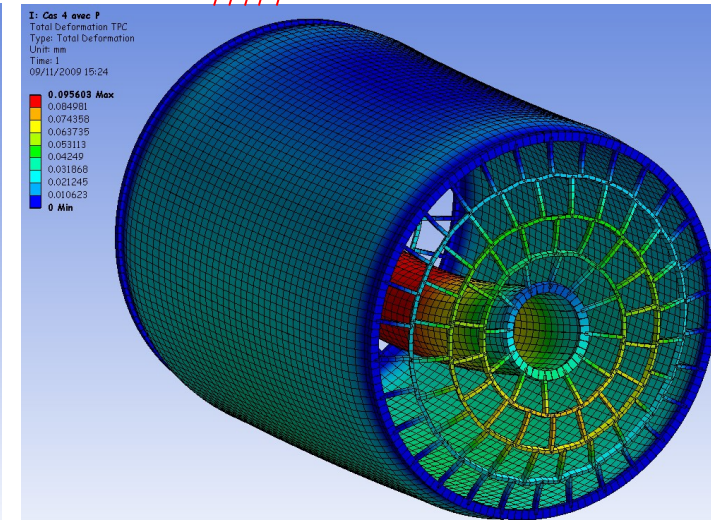 I: Cas 4 avec P
Total Deformation TPC
Type: Total Deformation
Unit: mm
Time: 1
09/11/2009 15:24
0.095603 Max
0.084981
0.074358
0.063735
0.053113
0.04249
0.031868
0.021245
0.010623
0 Min